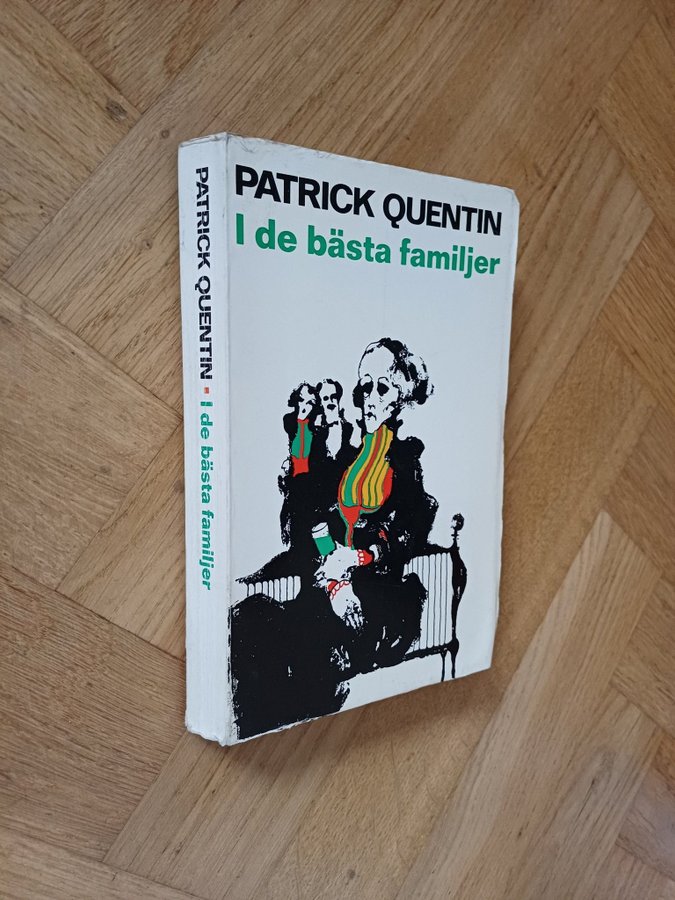 PATRICK QUENTIN
I de bästa familjer
PATRICK QUENTIN ▪ I de bästa familjer